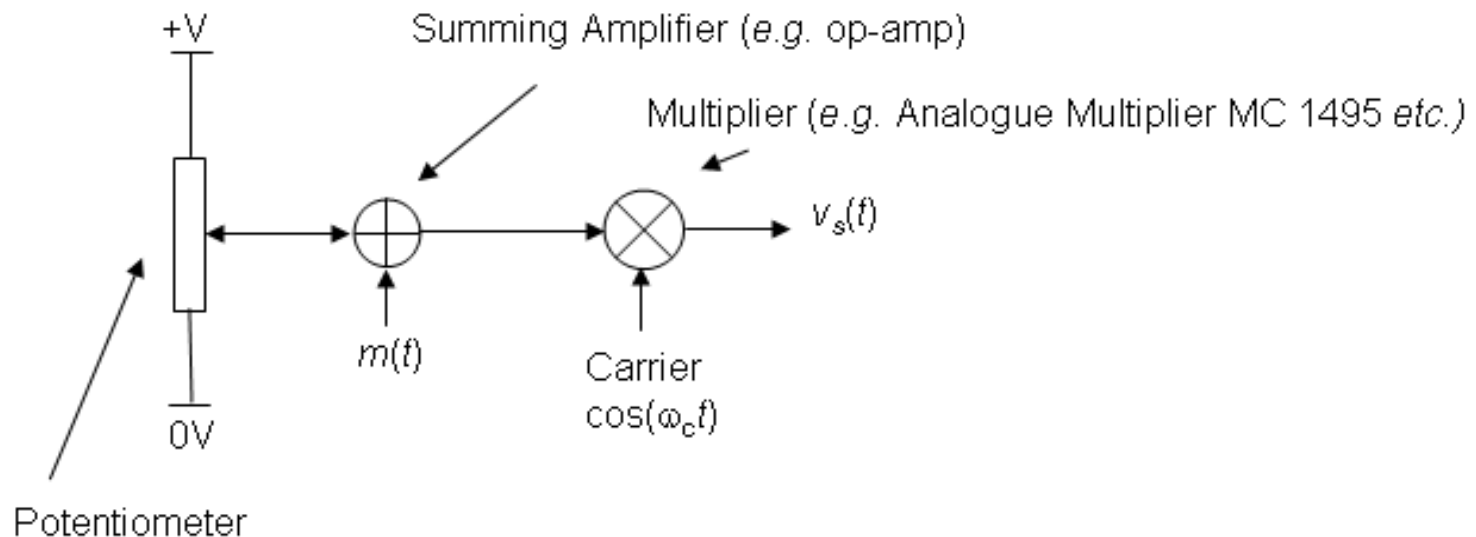 +V
Summing Amplifier (e.g. op-amp)
Multiplier (e.g. Analogue Multiplier MC 1495 etc.)
vs(t)
m(t)
Carrier
cos(ωct)
0V
Potentiometer